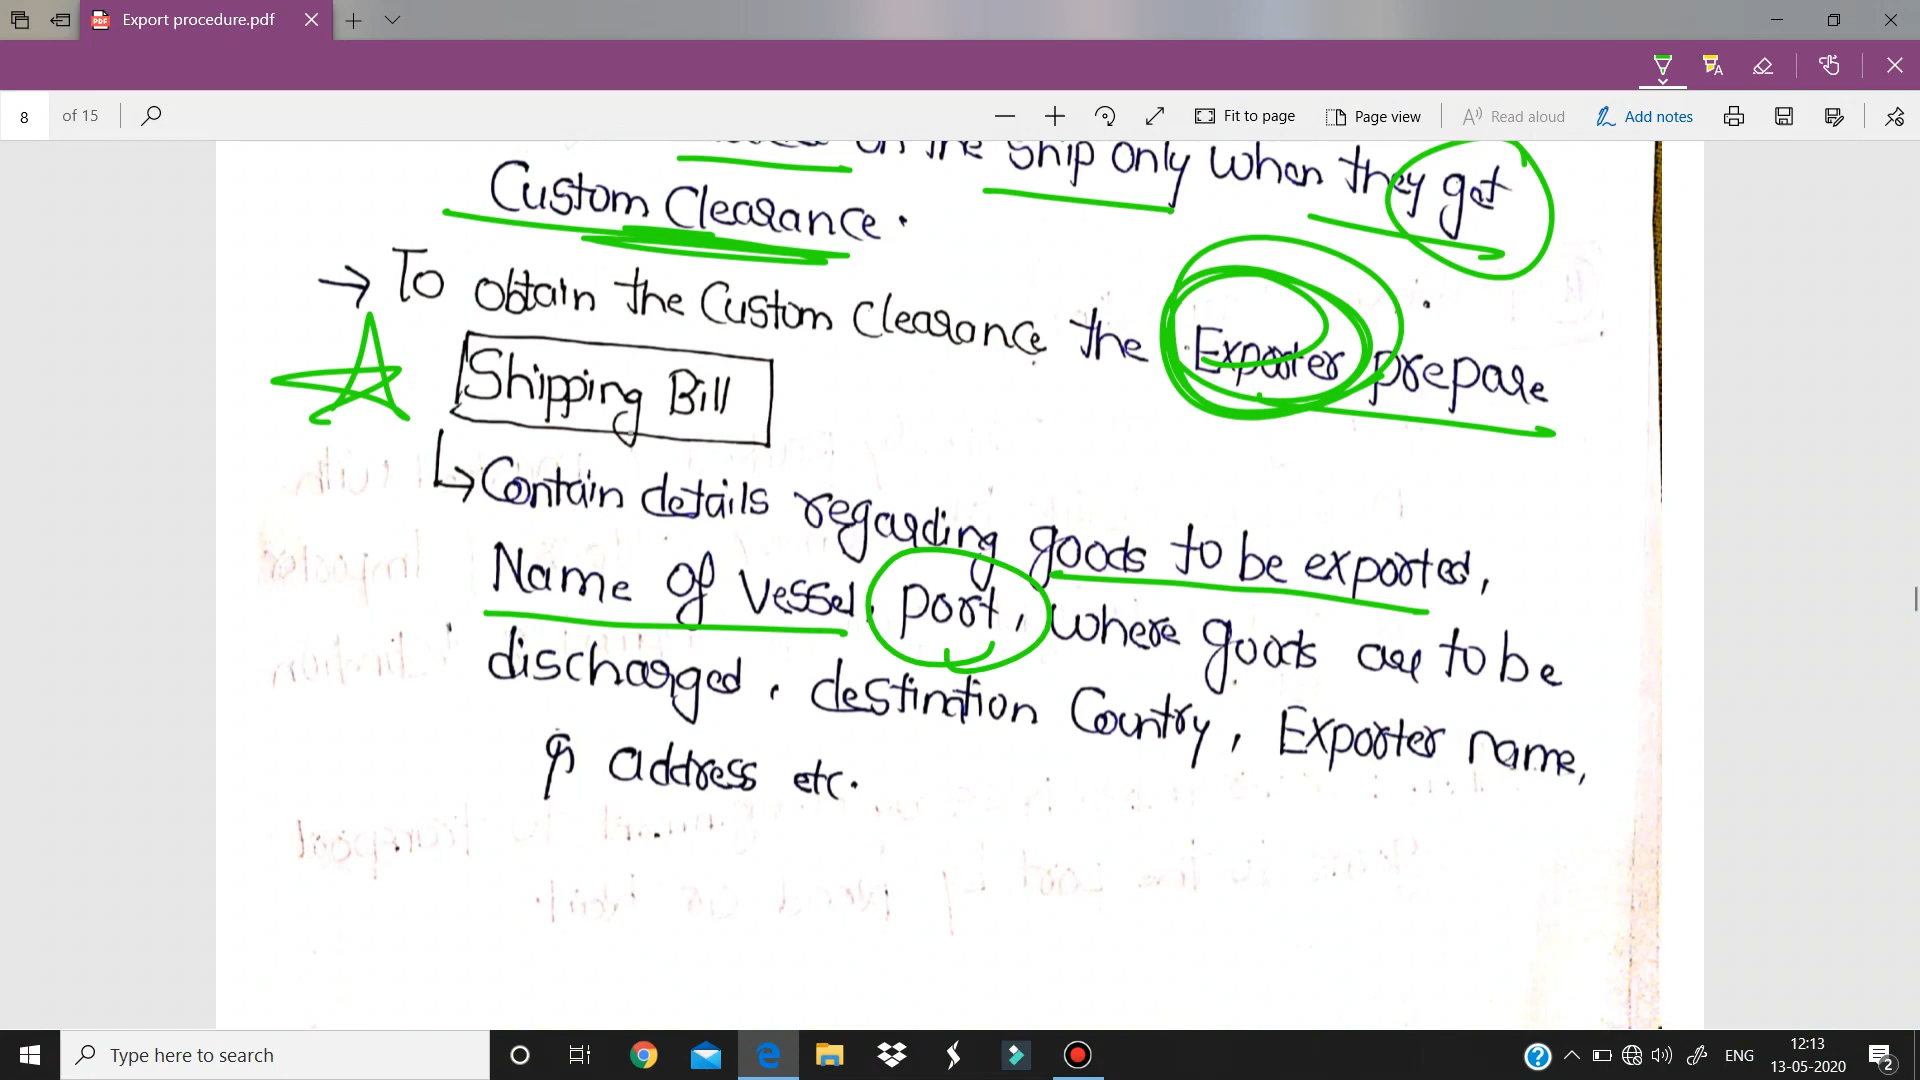 Export procedure.pdf
8 of 15
Fit to page
Page view
Read aloud
Add notes
on the ship only when they get
Custom Clearance.
→ To obtain the Custom Clearance the Exporter prepare
Shipping Bill
↳ Contain details regarding goods to be exported,
Name of Vessel, port, where goods are to be
discharged, destination Country, Exporter name,
& address etc.
Type here to search
ENG
12:13
13-05-2020
2